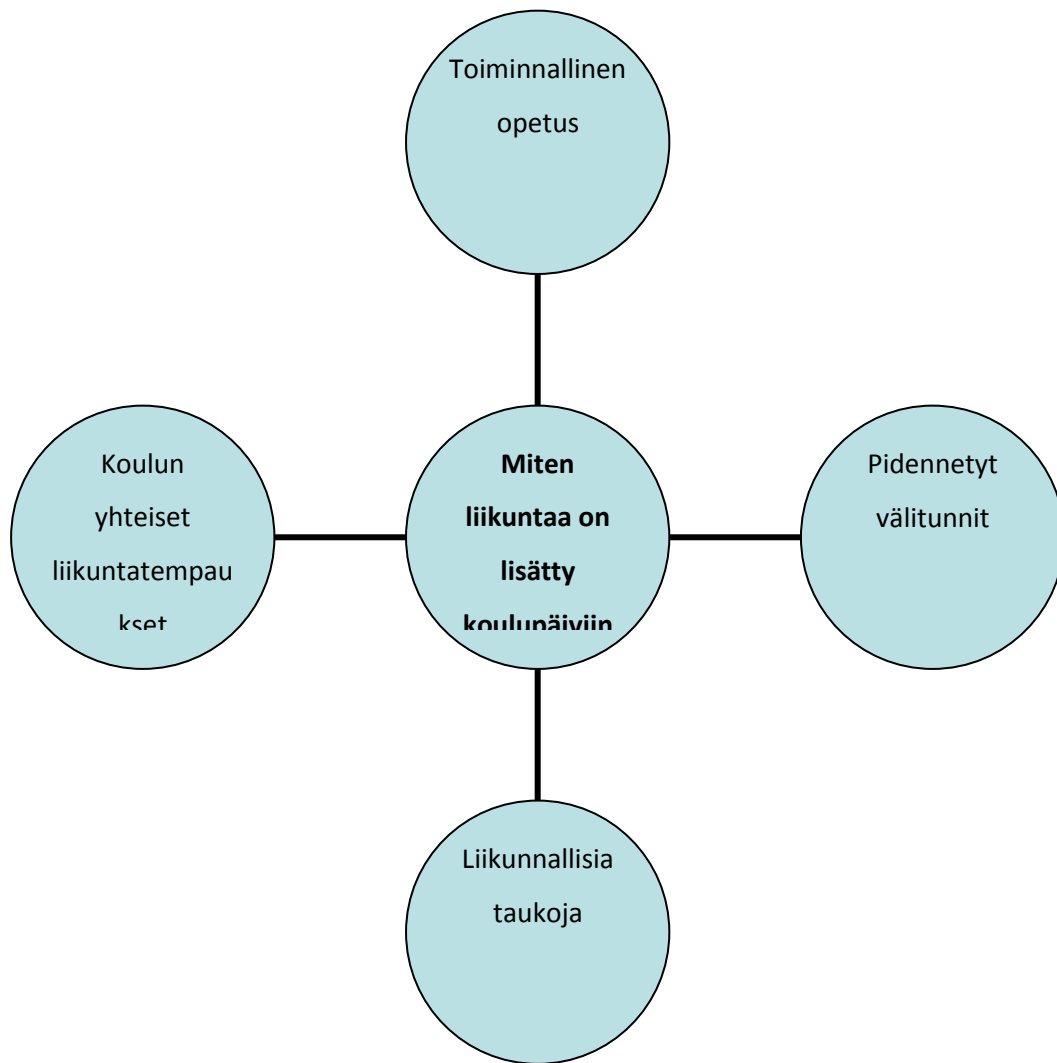 Toiminnallinen
opetus
Koulun
yhteiset
liikuntatempau
kset
Miten
liikuntaa on
lisätty
koulupäiviin
Pidennetyt
välitunnit
Liikunnallisia
taukoja